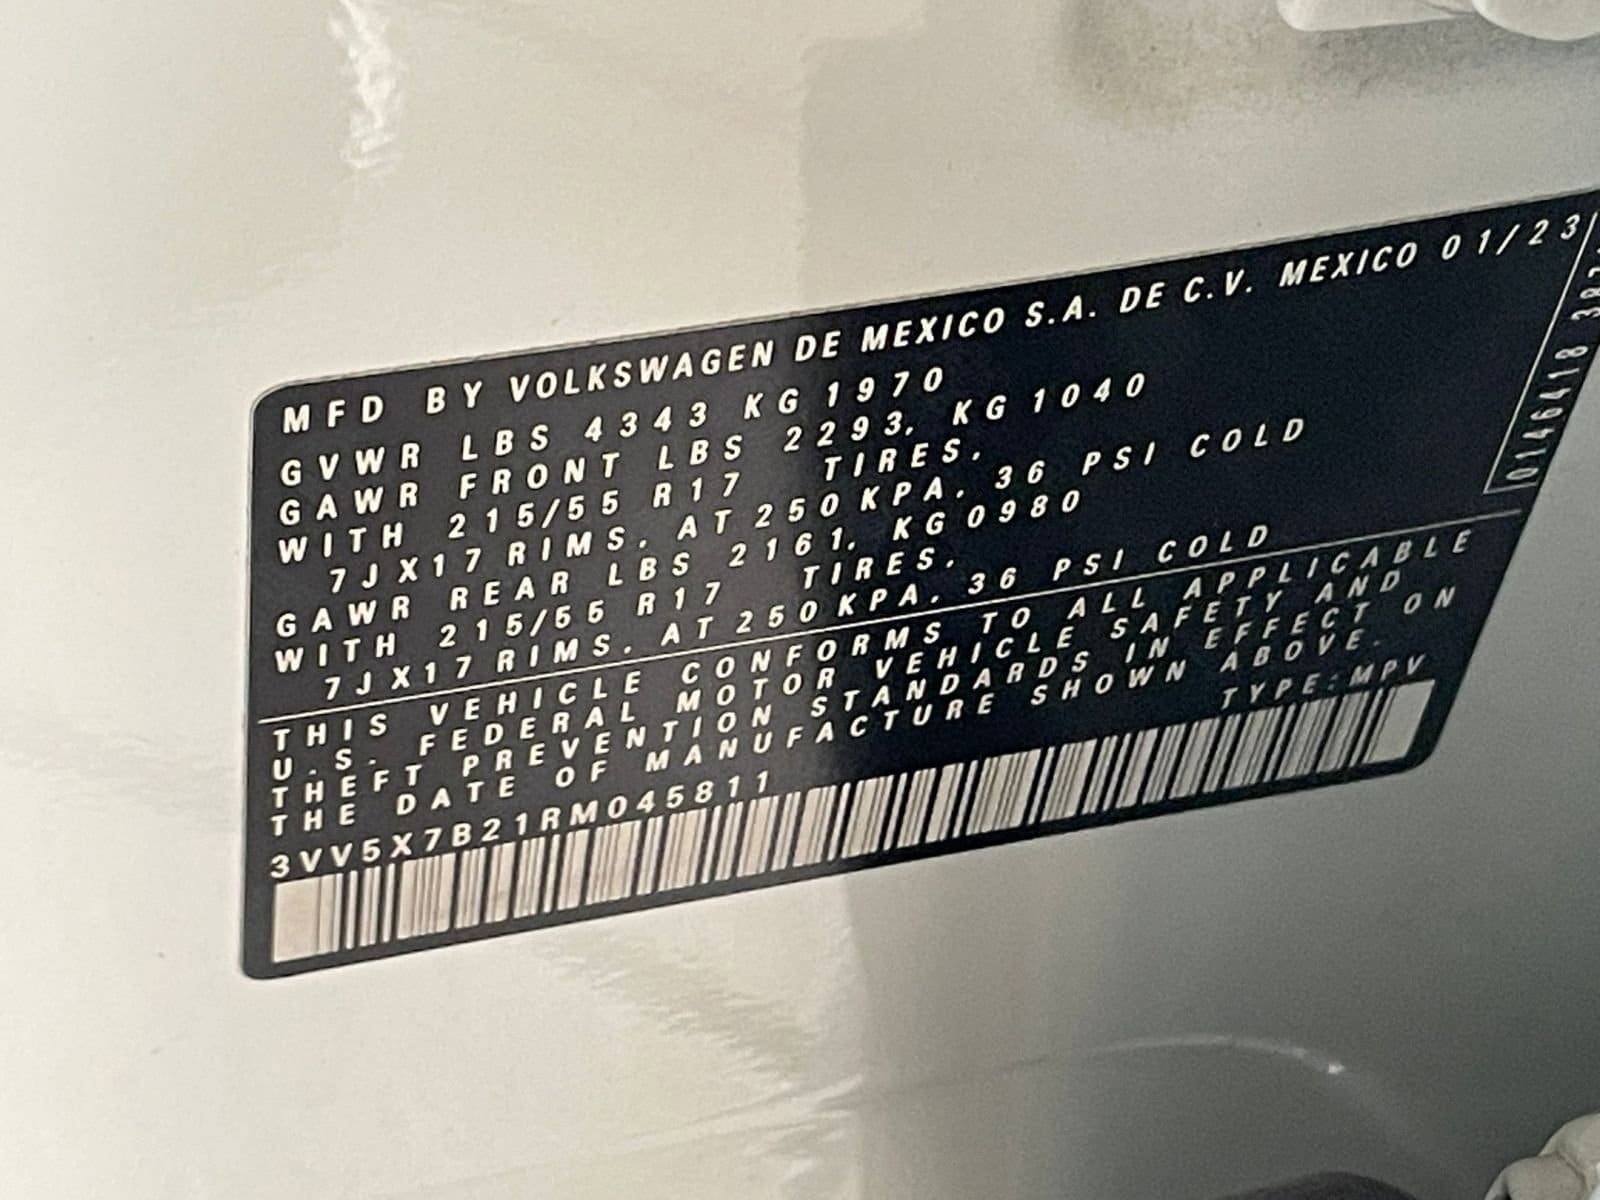 MFD BY VOLKSWAGEN DE MEXICO S.A. DE C.V. MEXICO 01/23
GVWR LBS 4343 KG 1970
GAWR FRONT LBS 2293. KG 1040
WITH 215/55 R17 TIRES.
7JX17 RIMS. AT 250 KPA. 36 PSI COLD
GAWR REAR LBS 2161. KG 0980
WITH 215/55 R17 TIRES.
7JX17 RIMS. AT 250 KPA. 36 PSI COLD
THIS VEHICLE CONFORMS TO ALL APPLICABLE
U.S. FEDERAL MOTOR VEHICLE SAFETY AND
THEFT PREVENTION STANDARDS IN EFFECT ON
THE DATE OF MANUFACTURE SHOWN ABOVE.
3VV5X7B21RM045811 TYPE:MPV
0146418